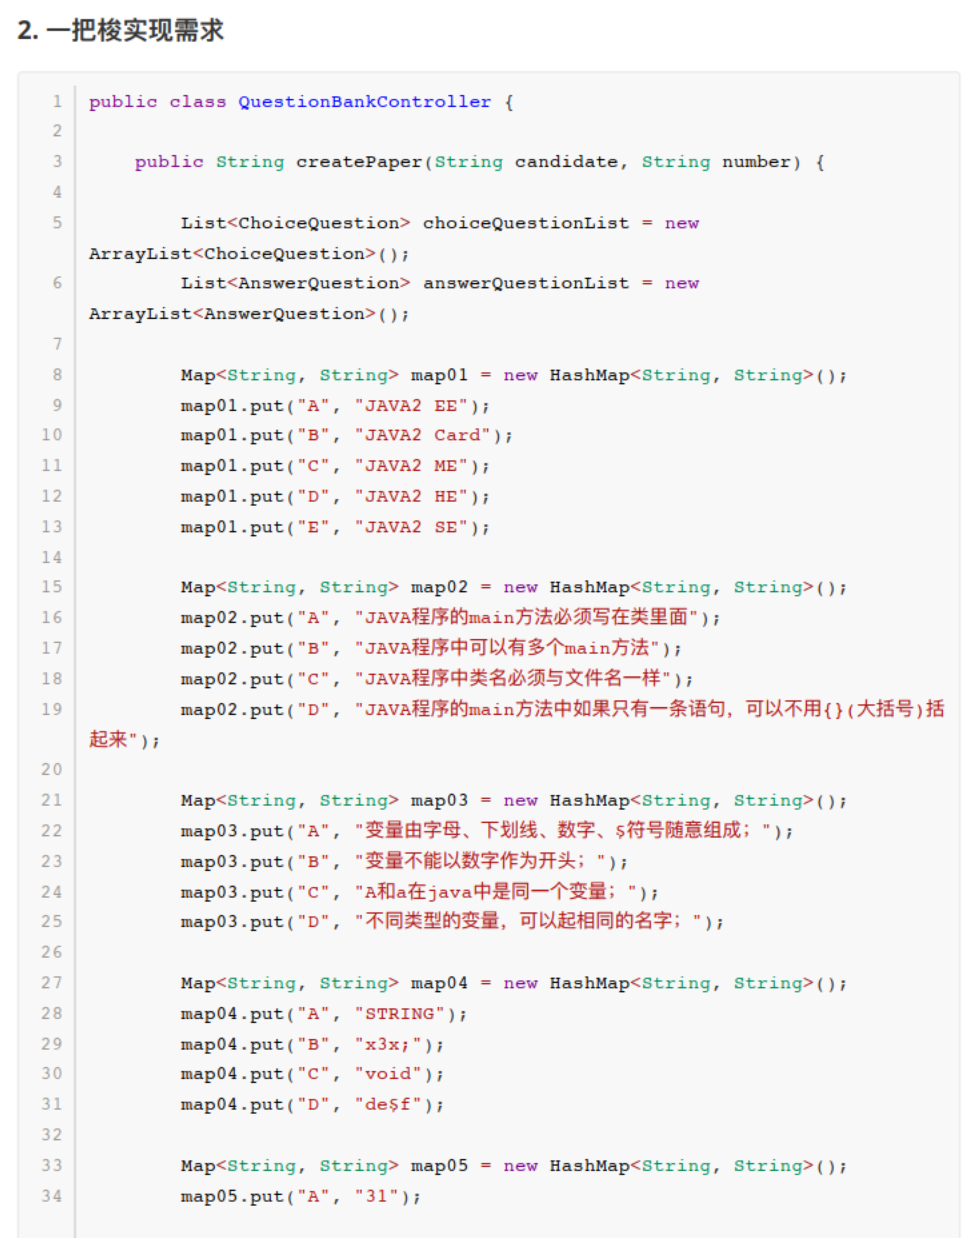 2. 一把梭实现需求
1 public class QuestionBankController {
2
3 public String createPaper(String candidate, String number) {
4
5 List<ChoiceQuestion> choiceQuestionList = new
ArrayList<ChoiceQuestion>();
6 List<AnswerQuestion> answerQuestionList = new
ArrayList<AnswerQuestion>();
7
8 Map<String, String> map01 = new HashMap<String, String>();
9 map01.put("A", "JAVA2 EE");
10 map01.put("B", "JAVA2 Card");
11 map01.put("C", "JAVA2 ME");
12 map01.put("D", "JAVA2 HE");
13 map01.put("E", "JAVA2 SE");
14
15 Map<String, String> map02 = new HashMap<String, String>();
16 map02.put("A", "JAVA程序的main方法必须写在类里面");
17 map02.put("B", "JAVA程序中可以有多个main方法");
18 map02.put("C", "JAVA程序中类名必须与文件名一样");
19 map02.put("D", "JAVA程序的main方法中如果只有一条语句，可以不用{}(大括号)括
起来");
20
21 Map<String, String> map03 = new HashMap<String, String>();
22 map03.put("A", "变量由字母、下划线、数字、$符号随意组成；");
23 map03.put("B", "变量不能以数字作为开头；");
24 map03.put("C", "A和a在java中是同一个变量；");
25 map03.put("D", "不同类型的变量，可以起相同的名字；");
26
27 Map<String, String> map04 = new HashMap<String, String>();
28 map04.put("A", "STRING");
29 map04.put("B", "x3x;");
30 map04.put("C", "void");
31 map04.put("D", "de$f");
32
33 Map<String, String> map05 = new HashMap<String, String>();
34 map05.put("A", "31");